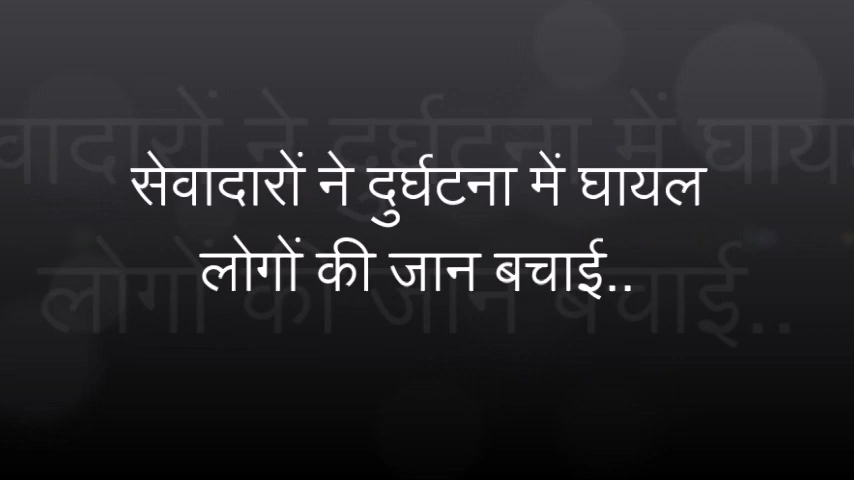 सेवादारों ने दुर्घटना में घायल
लोगों की जान बचाई..